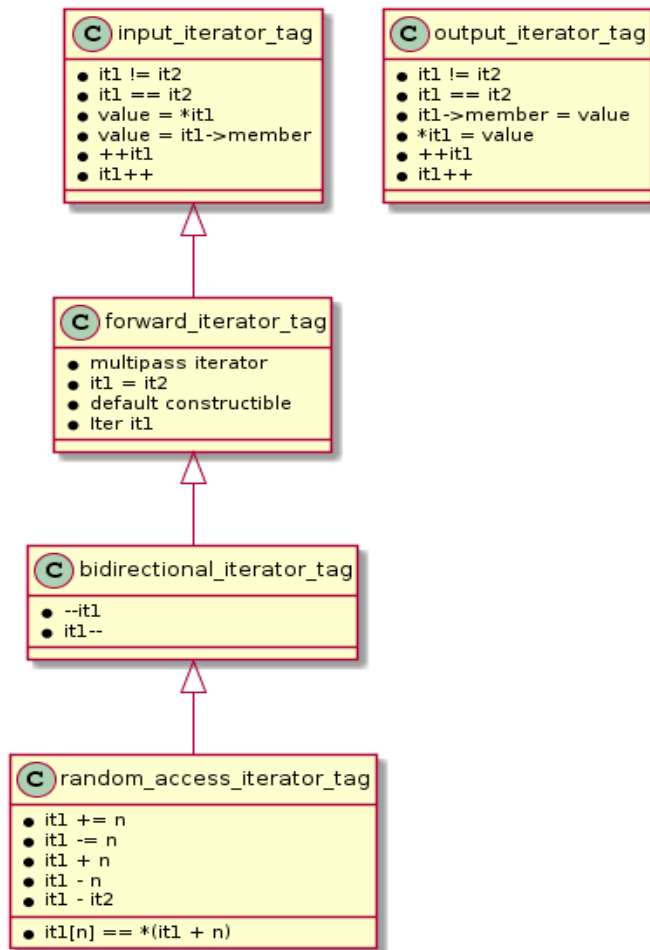 C input_iterator_tag
it1 != it2
it1 == it2
value = *it1
value = it1->member
++it1
it1++
C output_iterator_tag
it1 != it2
it1 == it2
it1->member = value
*it1 = value
++it1
it1++
C forward_iterator_tag
multipass iterator
it1 = it2
default constructible
Iter it1
C bidirectional_iterator_tag
--it1
it1--
C random_access_iterator_tag
it1 += n
it1 -= n
it1 + n
it1 - n
it1 - it2
it1[n] == *(it1 + n)